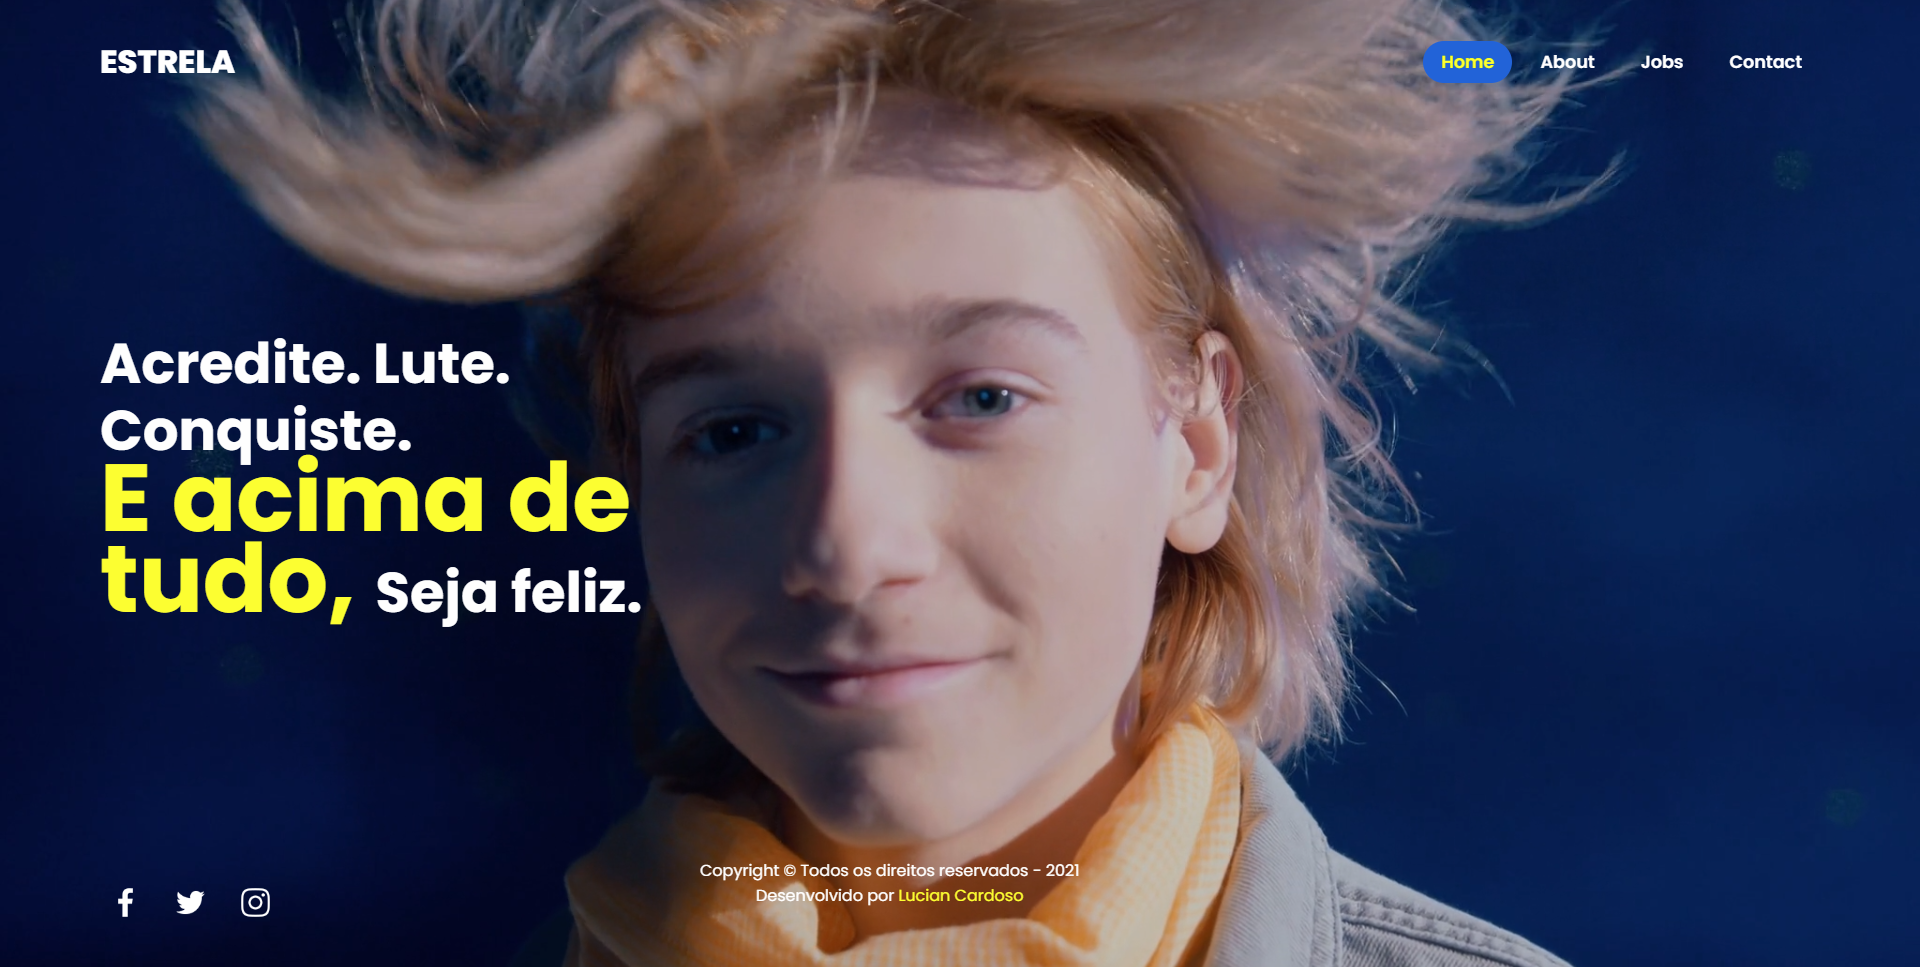 ESTRELA
Home About Jobs Contact
Acredite. Lute.
Conquiste.
E acima de
tudo, Seja feliz.
Copyright © Todos os direitos reservados - 2021
Desenvolvido por Lucian Cardoso